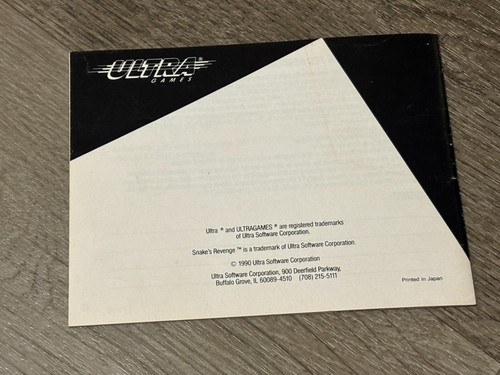 ULTRA®
GAMES
Ultra ® and ULTRAGAMES ® are registered trademarks
of Ultra Software Corporation.
Snake's Revenge ™ is a trademark of Ultra Software Corporation.
© 1990 Ultra Software Corporation
Ultra Software Corporation, 900 Deerfield Parkway,
Buffalo Grove, IL 60089-4510 (708) 215-5111
Printed in Japan